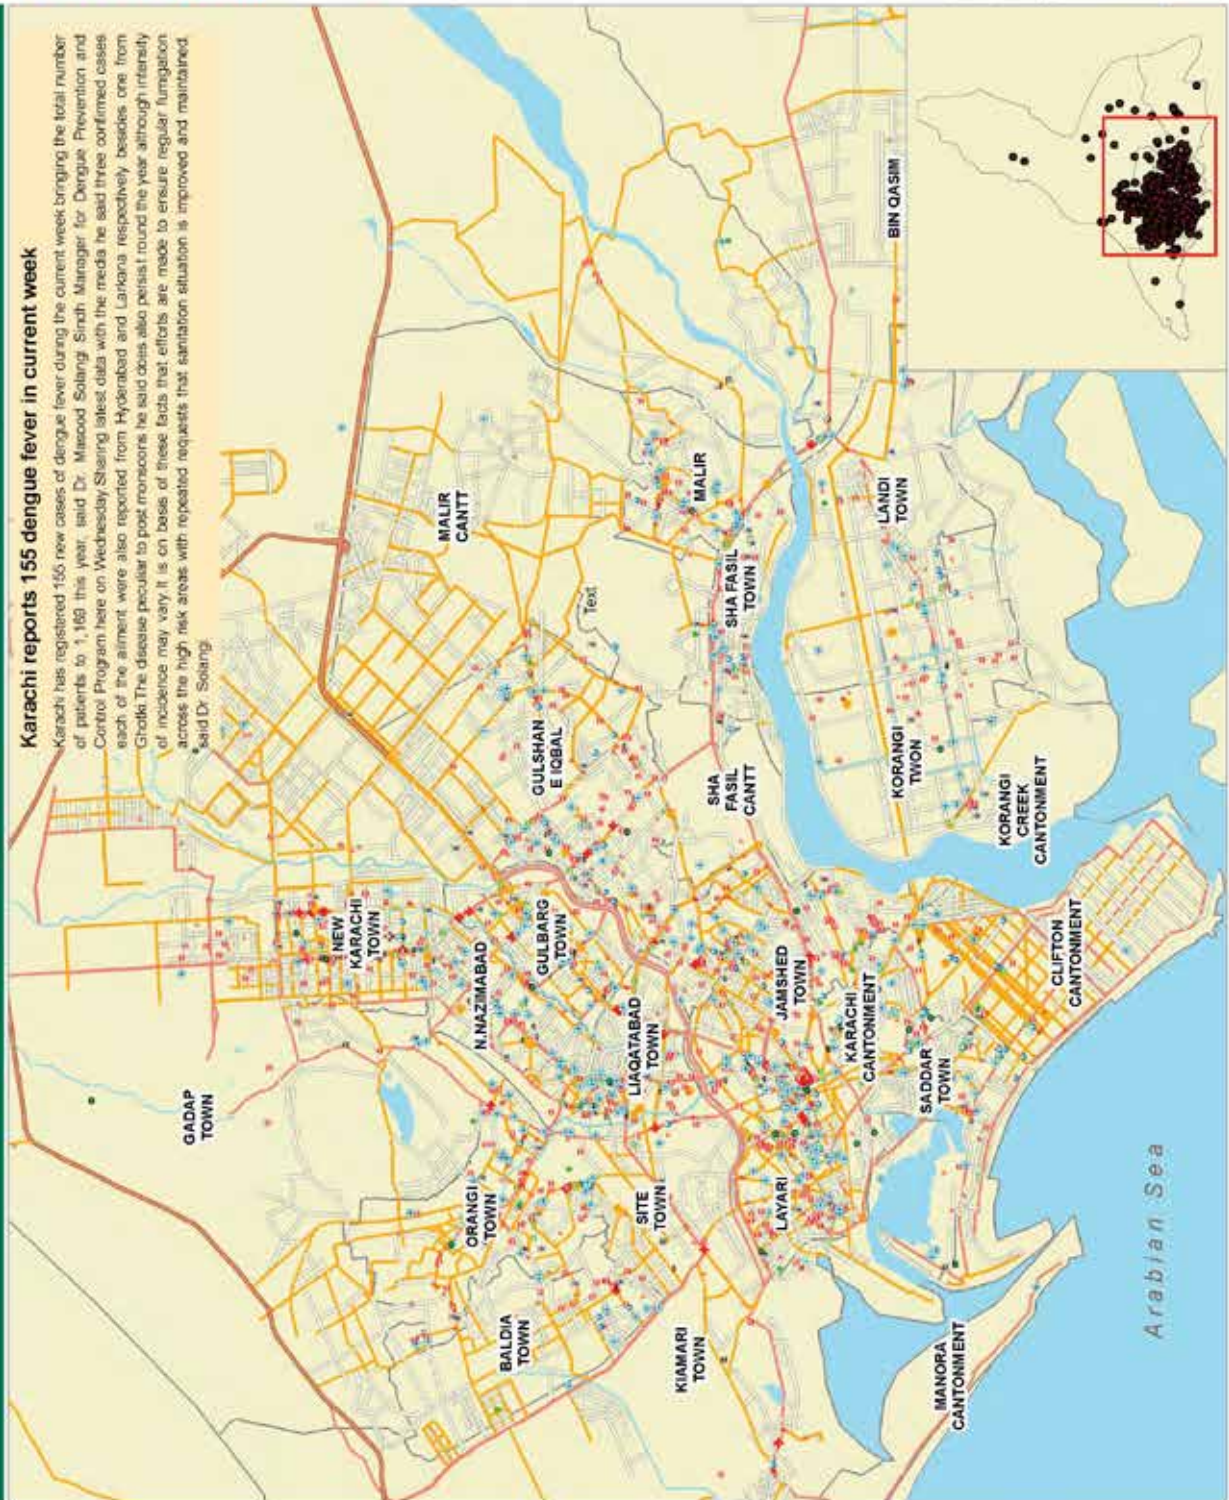 Karachi reports 155 dengue fever in current week
Karachi has registered 155 new cases of dengue fever during the current week bringing the total number
of patients to 1,169 this year, said Dr. Masood Solangi Sindh Manager for Dengue Prevention and
Control Program here on Wednesday.Sharing latest data with the media he said three confirmed cases
each of the ailment were also reported from Hyderabad and Larkana respectively besides one from
Ghotki.The disease peculiar to post monsoons he said does also persist round the year although intensity
of incidence may vary.It is on basis of these facts that efforts are made to ensure regular fumigation
across the high risk areas with repeated requests that sanitation situation is improved and maintained,
said Dr. Solangi.
GADAP
TOWN
NEW
KARACHI
TOWN
MALIR
CANTT
ORANGI
TOWN
N.NAZIMABAD
BALDIA
TOWN
GULBARG
TOWN
GULSHAN
E IQBAL
Text
SITE
TOWN
LIAQATABAD
TOWN
KIAMARI
TOWN
MALIR
SHA FASIL
TOWN
SHA
FASIL
CANTT
LAYARI
JAMSHED
TOWN
KARACHI
CANTONMENT
BIN QASIM
LANDI
TOWN
KORANGI
TWON
SADDAR
TOWN
MANORA
CANTONMENT
KORANGI
CREEK
CANTONMENT
CLIFTON
CANTONMENT
Arabian Sea